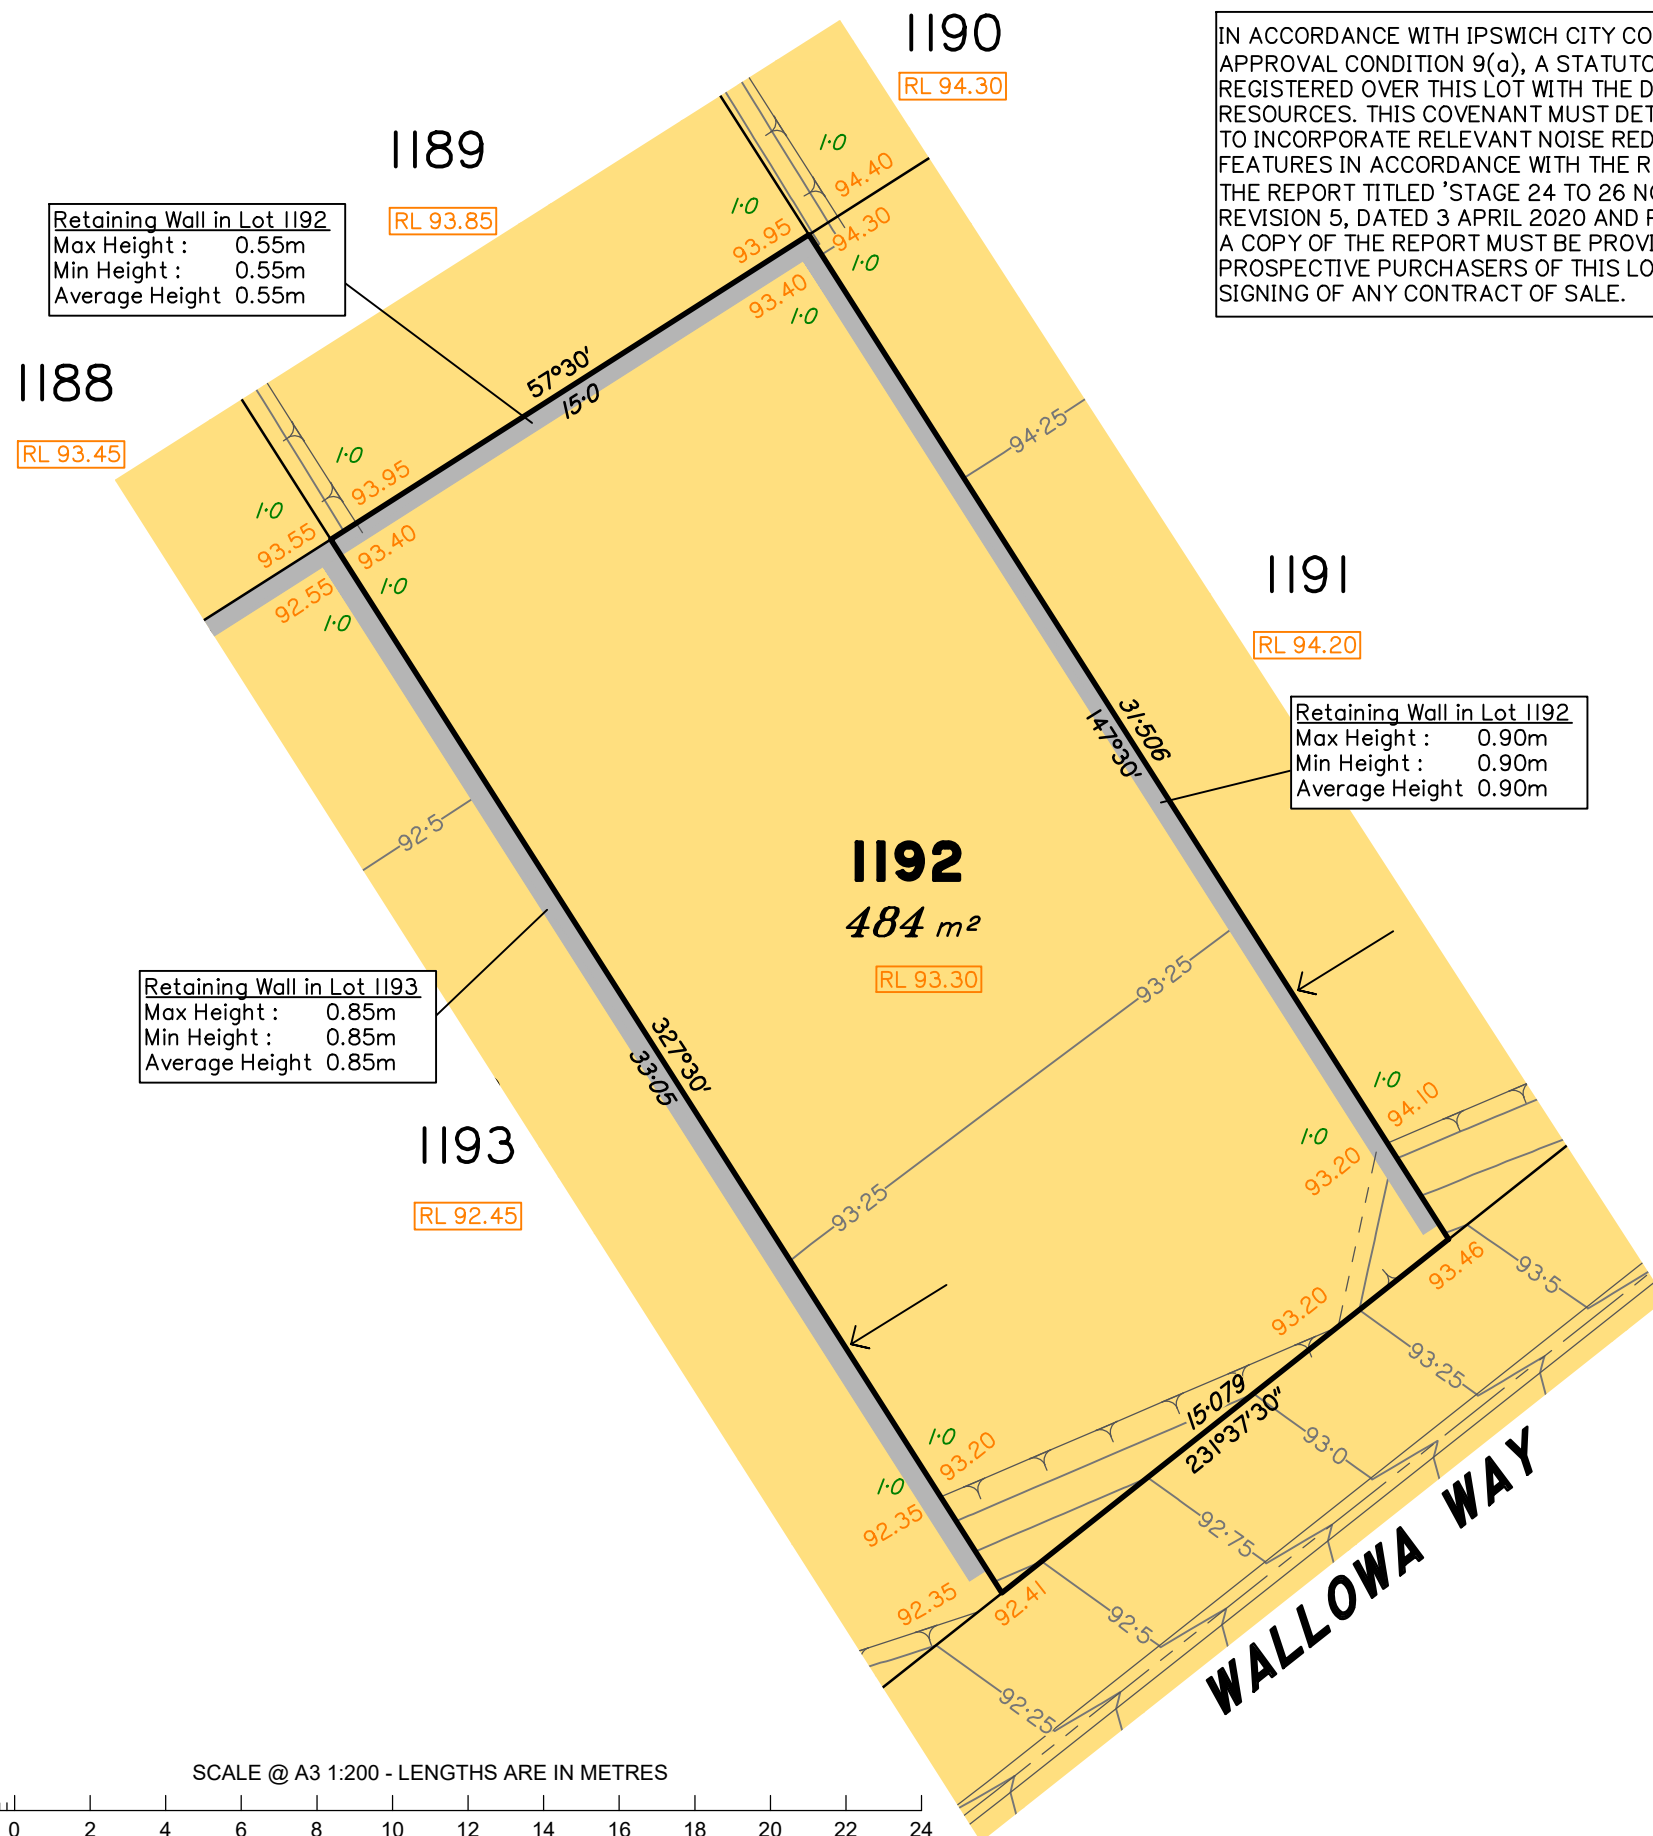 1190
RL 94.30
IN ACCORDANCE WITH IPSWICH CITY CO
APPROVAL CONDITION 9(a), A STATUTO
REGISTERED OVER THIS LOT WITH THE D
RESOURCES. THIS COVENANT MUST DET
TO INCORPORATE RELEVANT NOISE RED
FEATURES IN ACCORDANCE WITH THE R
THE REPORT TITLED 'STAGE 24 TO 26 NO
REVISION 5, DATED 3 APRIL 2020 AND
A COPY OF THE REPORT MUST BE PROVI
PROSPECTIVE PURCHASERS OF THIS LO
SIGNING OF ANY CONTRACT OF SALE.
1189
RL 93.85
Retaining Wall in Lot 1192
Max Height : 0.55m
Min Height : 0.55m
Average Height 0.55m
1·0
94.40
1·0
93.95
94.30
1·0
93.40
1·0
1188
RL 93.45
57°30'
15·0
94·25
1·0
93.95
1·0
93.55
93.40
1·0
92.55
1·0
1191
RL 94.20
Retaining Wall in Lot 1192
Max Height : 0.90m
Min Height : 0.90m
Average Height 0.90m
31·506
147°30'
92·5
1192
484 m²
RL 93.30
93·25
Retaining Wall in Lot 1193
Max Height : 0.85m
Min Height : 0.85m
Average Height 0.85m
327°30'
33·05
1193
RL 92.45
93·25
1·0
94.10
1·0
93.20
93.46
93·5
93.20
93·25
15·079
231°37'30"
93·0
1·0
93.20
1·0
92.35
92·75
92.35
92.41
92·5
92·25
WALLOWA WAY
SCALE @ A3 1:200 - LENGTHS ARE IN METRES
0 2 4 6 8 10 12 14 16 18 20 22 24